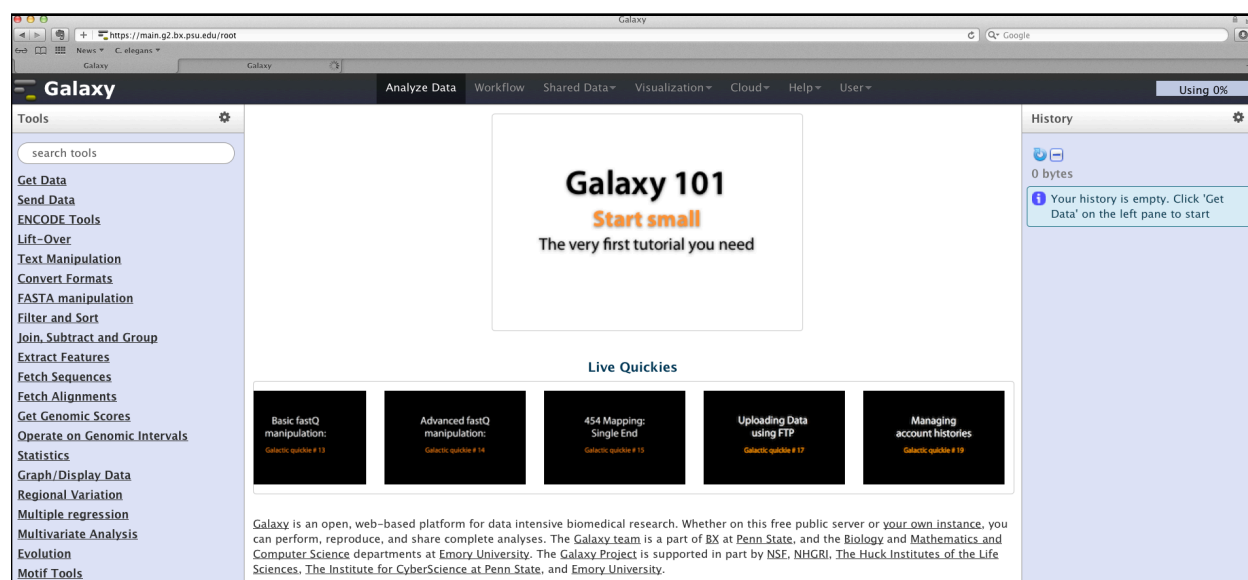 Galaxy
https://main.g2.bx.psu.edu/root
Google
News
C. elegans
Galaxy
Galaxy
Galaxy
Analyze Data
Workflow
Shared Data
Visualization
Cloud
Help
User
Using 0%
Tools
search tools
Get Data
Send Data
ENCODE Tools
Lift-Over
Text Manipulation
Convert Formats
FASTA manipulation
Filter and Sort
Join, Subtract and Group
Extract Features
Fetch Sequences
Fetch Alignments
Get Genomic Scores
Operate on Genomic Intervals
Statistics
Graph/Display Data
Regional Variation
Multiple regression
Multivariate Analysis
Evolution
Motif Tools
Galaxy 101
Start small
The very first tutorial you need
Live Quickies
Basic fastQ
manipulation:
Galactic quickie # 13
Advanced fastQ
manipulation:
Galactic quickie # 14
454 Mapping:
Single End
Galactic quickie # 15
Uploading Data
using FTP
Galactic quickie # 17
Managing
account histories
Galactic quickie # 19
Galaxy is an open, web-based platform for data intensive biomedical research. Whether on this free public server or your own instance, you
can perform, reproduce, and share complete analyses. The Galaxy team is a part of BX at Penn State, and the Biology and Mathematics and
Computer Science departments at Emory University. The Galaxy Project is supported in part by NSF, NHGRI, The Huck Institutes of the Life
Sciences, The Institute for CyberScience at Penn State, and Emory University.
History
0 bytes
Your history is empty. Click 'Get
Data' on the left pane to start